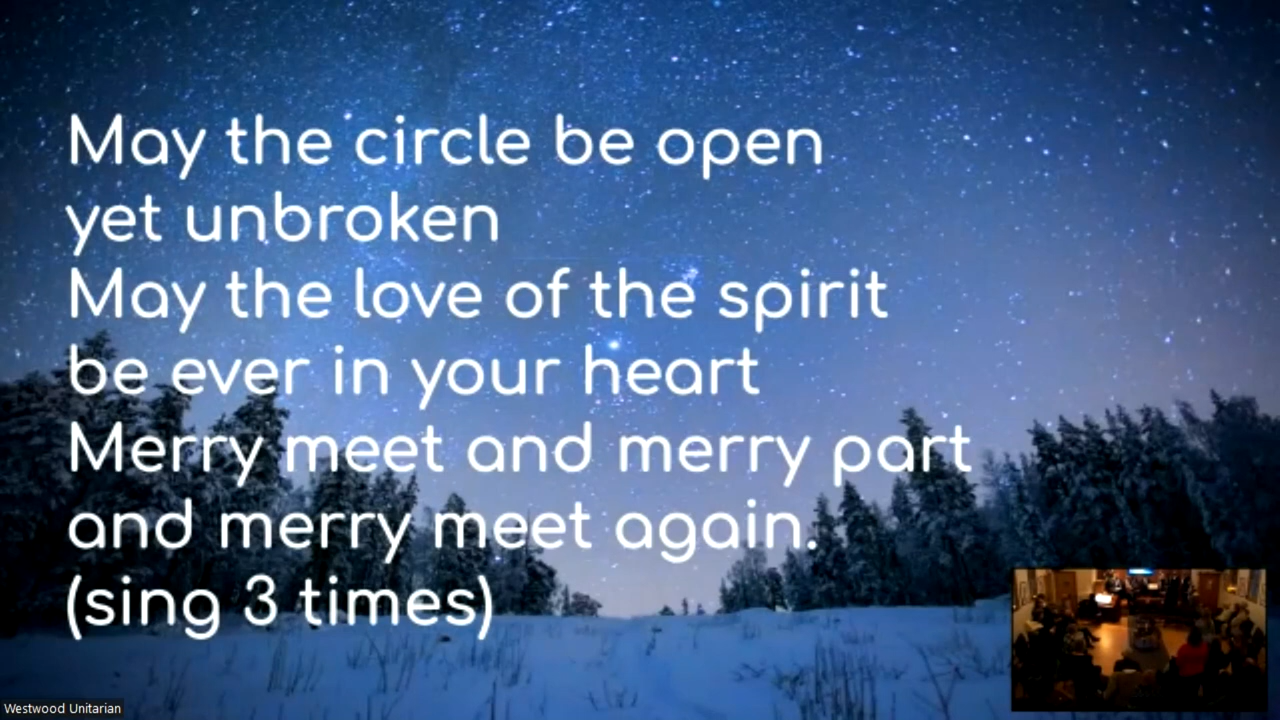 May the circle be open
yet unbroken
May the love of the spirit
be ever in your heart
Merry meet and merry part
and merry meet again.
(sing 3 times)
Westwood Unitarian